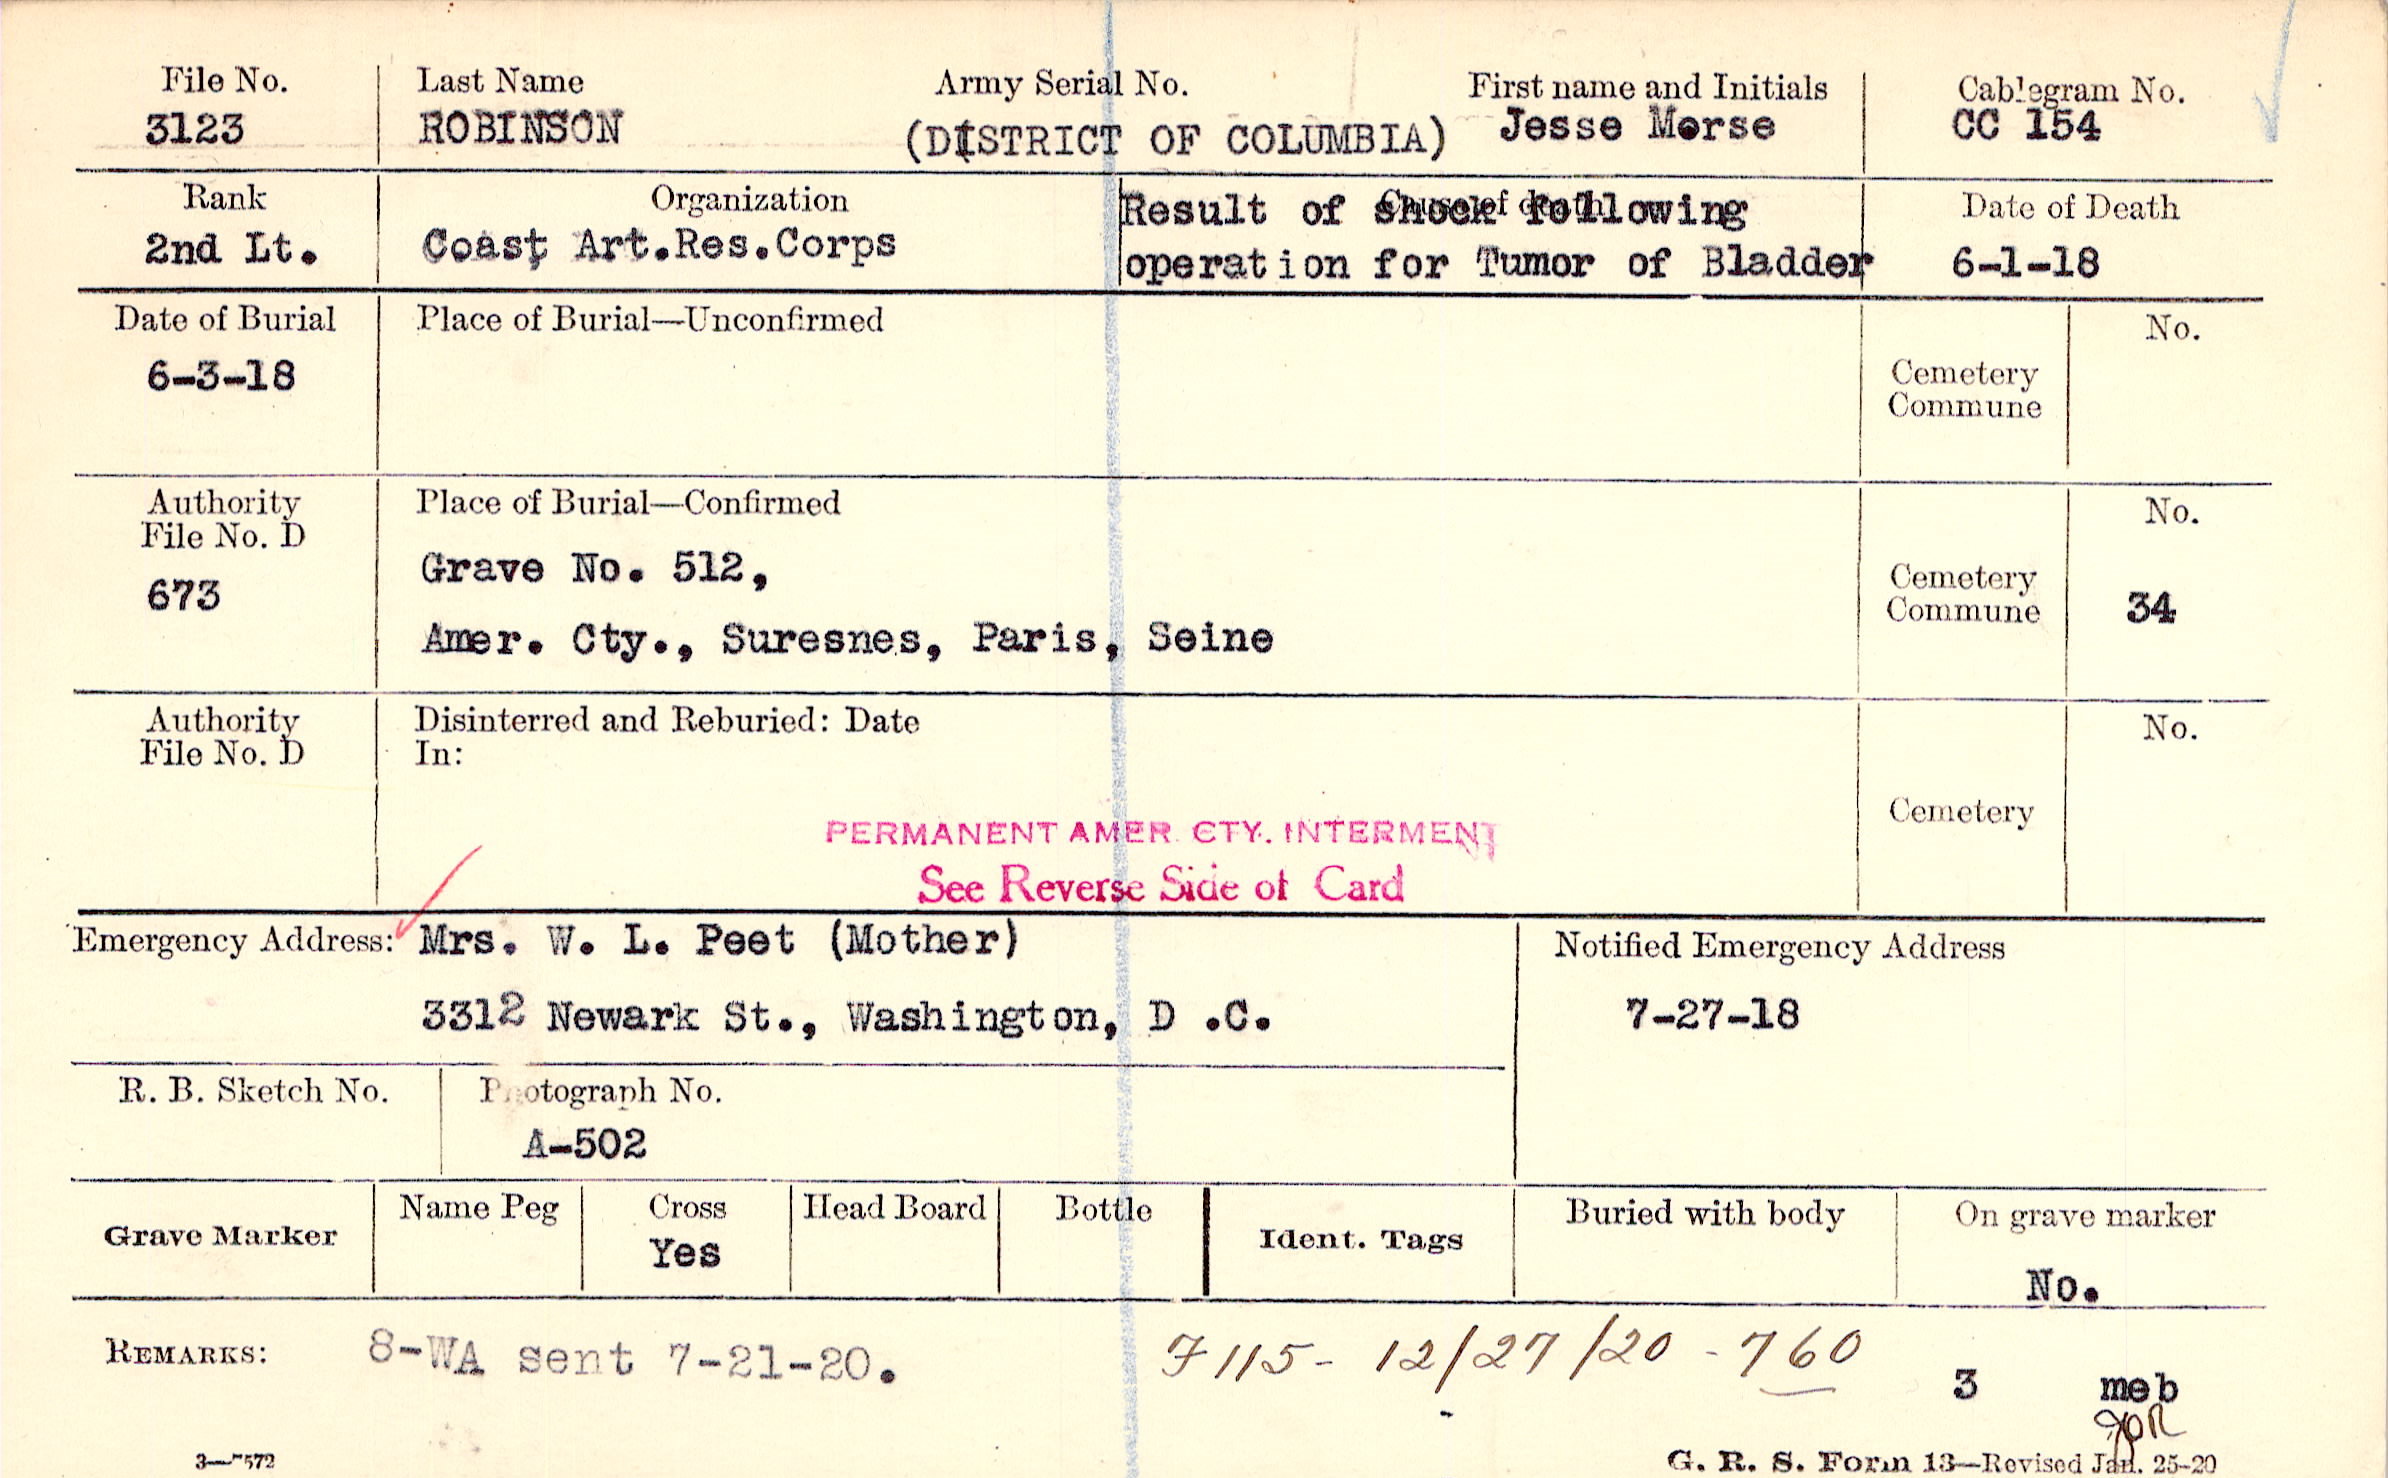 File No. Last Name Army Serial No. First name and Initials Cablegram No.
3123 ROBINSON (DISTRICT OF COLUMBIA) Jesse Morse CC 154
Rank Organization Cause of death Date of Death
Result of shock following
2nd Lt. Coast Art.Res.Corps operation for Tumor of Bladder 6-1-18
Date of Burial Place of Burial—Unconfirmed No.
6-3-18 Cemetery
Commune
Authority Place of Burial—Confirmed No.
File No. D
673 Grave No. 512, Cemetery
Commune 34
Amer. Cty., Suresnes, Paris, Seine
Authority Disinterred and Reburied: Date No.
File No. D In:
Cemetery
PERMANENT AMER. CTY. INTERMENT
See Reverse Side of Card
Emergency Address: Mrs. W. L. Peet (Mother) Notified Emergency Address
3312 Newark St., Washington, D .C. 7-27-18
R. B. Sketch No. Photograph No.
A-502
Grave Marker Name Peg Cross Head Board Bottle Ident. Tags Buried with body On grave marker
Yes No.
REMARKS: 8-WA sent 7-21-20. F115- 12/27/20 - 760
3 meb
3—7572 G. R. S. Form 13—Revised Jan. 25-20